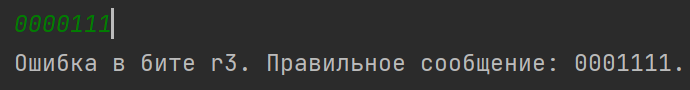 0000111
Ошибка в бите r3. Правильное сообщение: 0001111.